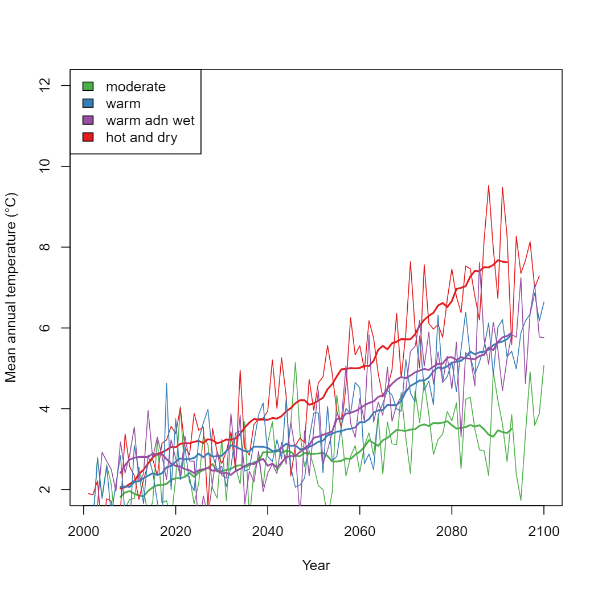 moderate
warm
warm adn wet
hot and dry
Mean annual temperature (°C)
12
10
8
6
4
2
2000 2020 2040 2060 2080 2100
Year